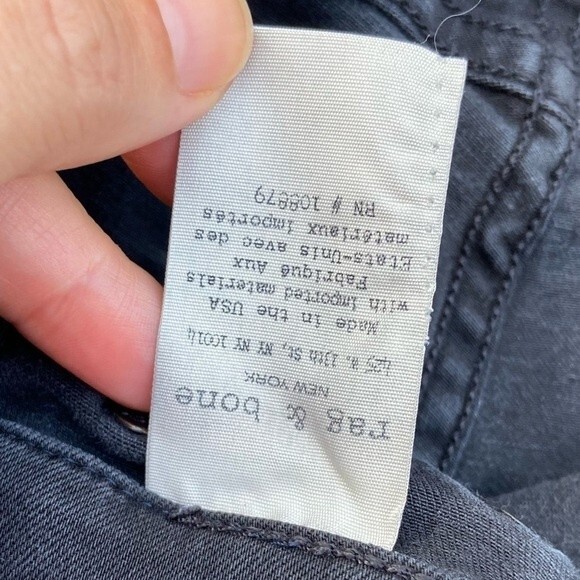 rag & bone
NEW YORK
425 W. 13th St, NY NY 10014
Made in the USA
with imported materials
Fabriqué Aux
États-Unis avec des
matériaux importés
RN # 108879